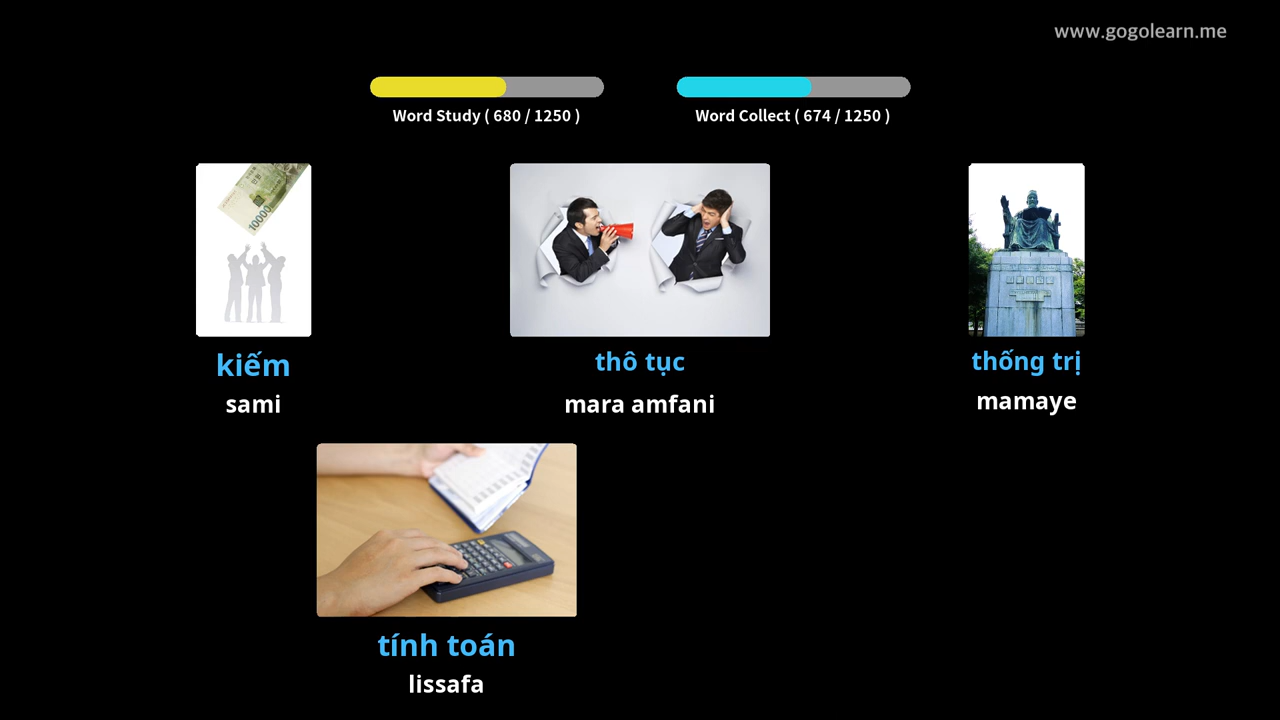 www.gogolearn.me
Word Study ( 680 / 1250 )
Word Collect ( 674 / 1250 )
10000
kiếm
sami
thô tục
mara amfani
thống trị
mamaye
tính toán
lissafa